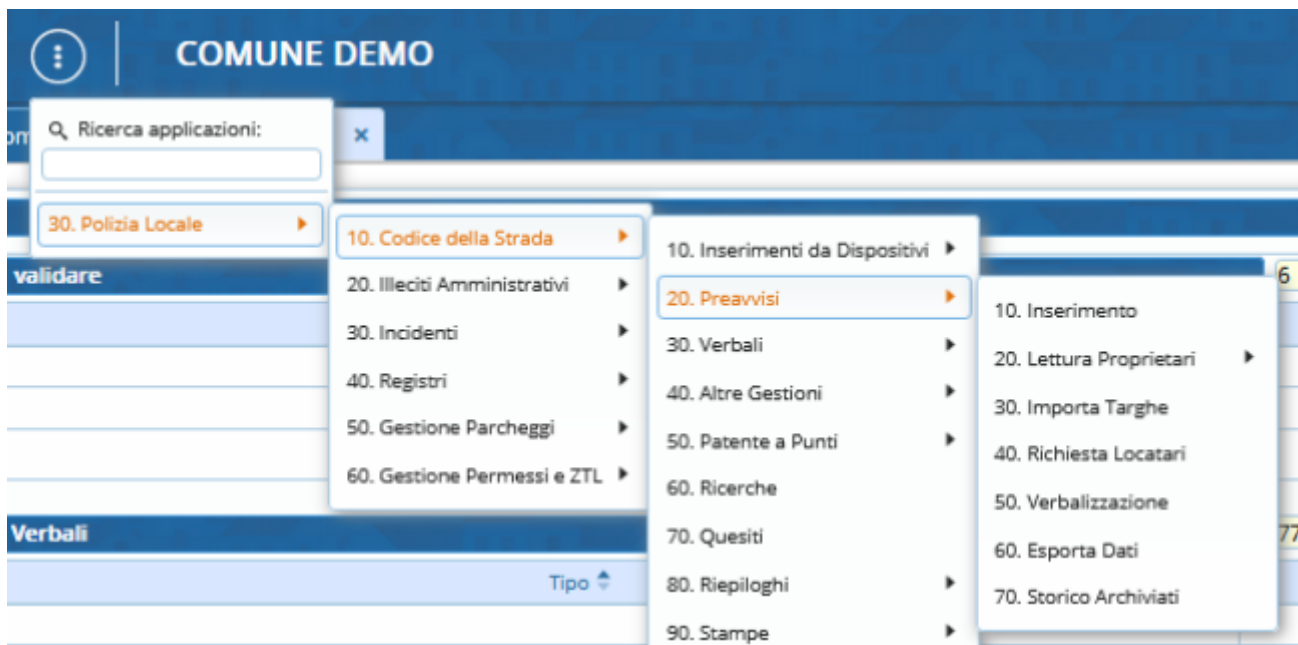 COMUNE DEMO
Ricerca applicazioni:
30. Polizia Locale
10. Codice della Strada
20. Illeciti Amministrativi
30. Incidenti
40. Registri
50. Gestione Parcheggi
60. Gestione Permessi e ZTL
10. Inserimenti da Dispositivi
20. Preavvisi
30. Verbali
40. Altre Gestioni
50. Patente a Punti
60. Ricerche
70. Quesiti
80. Riepiloghi
90. Stampe
10. Inserimento
20. Lettura Proprietari
30. Importa Targhe
40. Richiesta Locatari
50. Verbalizzazione
60. Esporta Dati
70. Storico Archiviati
validare
6
Verbali
77
Tipo